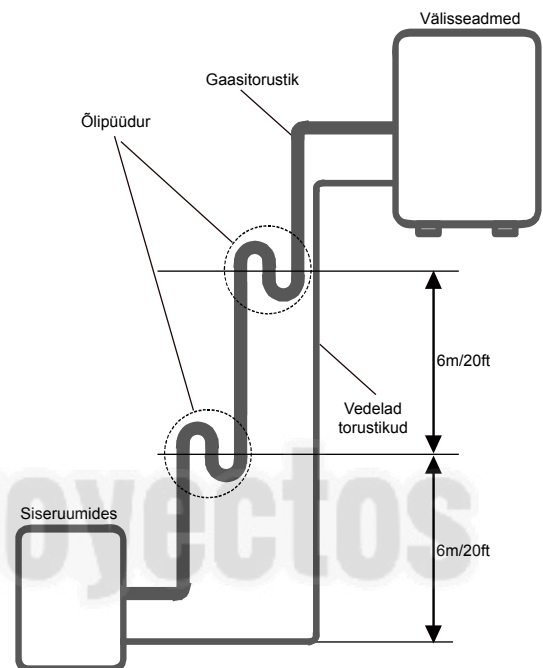 Välisseadmed
Gaasitorustik
Õlipüüdur
6m/20ft
Vedelad
torustikud
Siseruumides
6m/20ft
oyectos